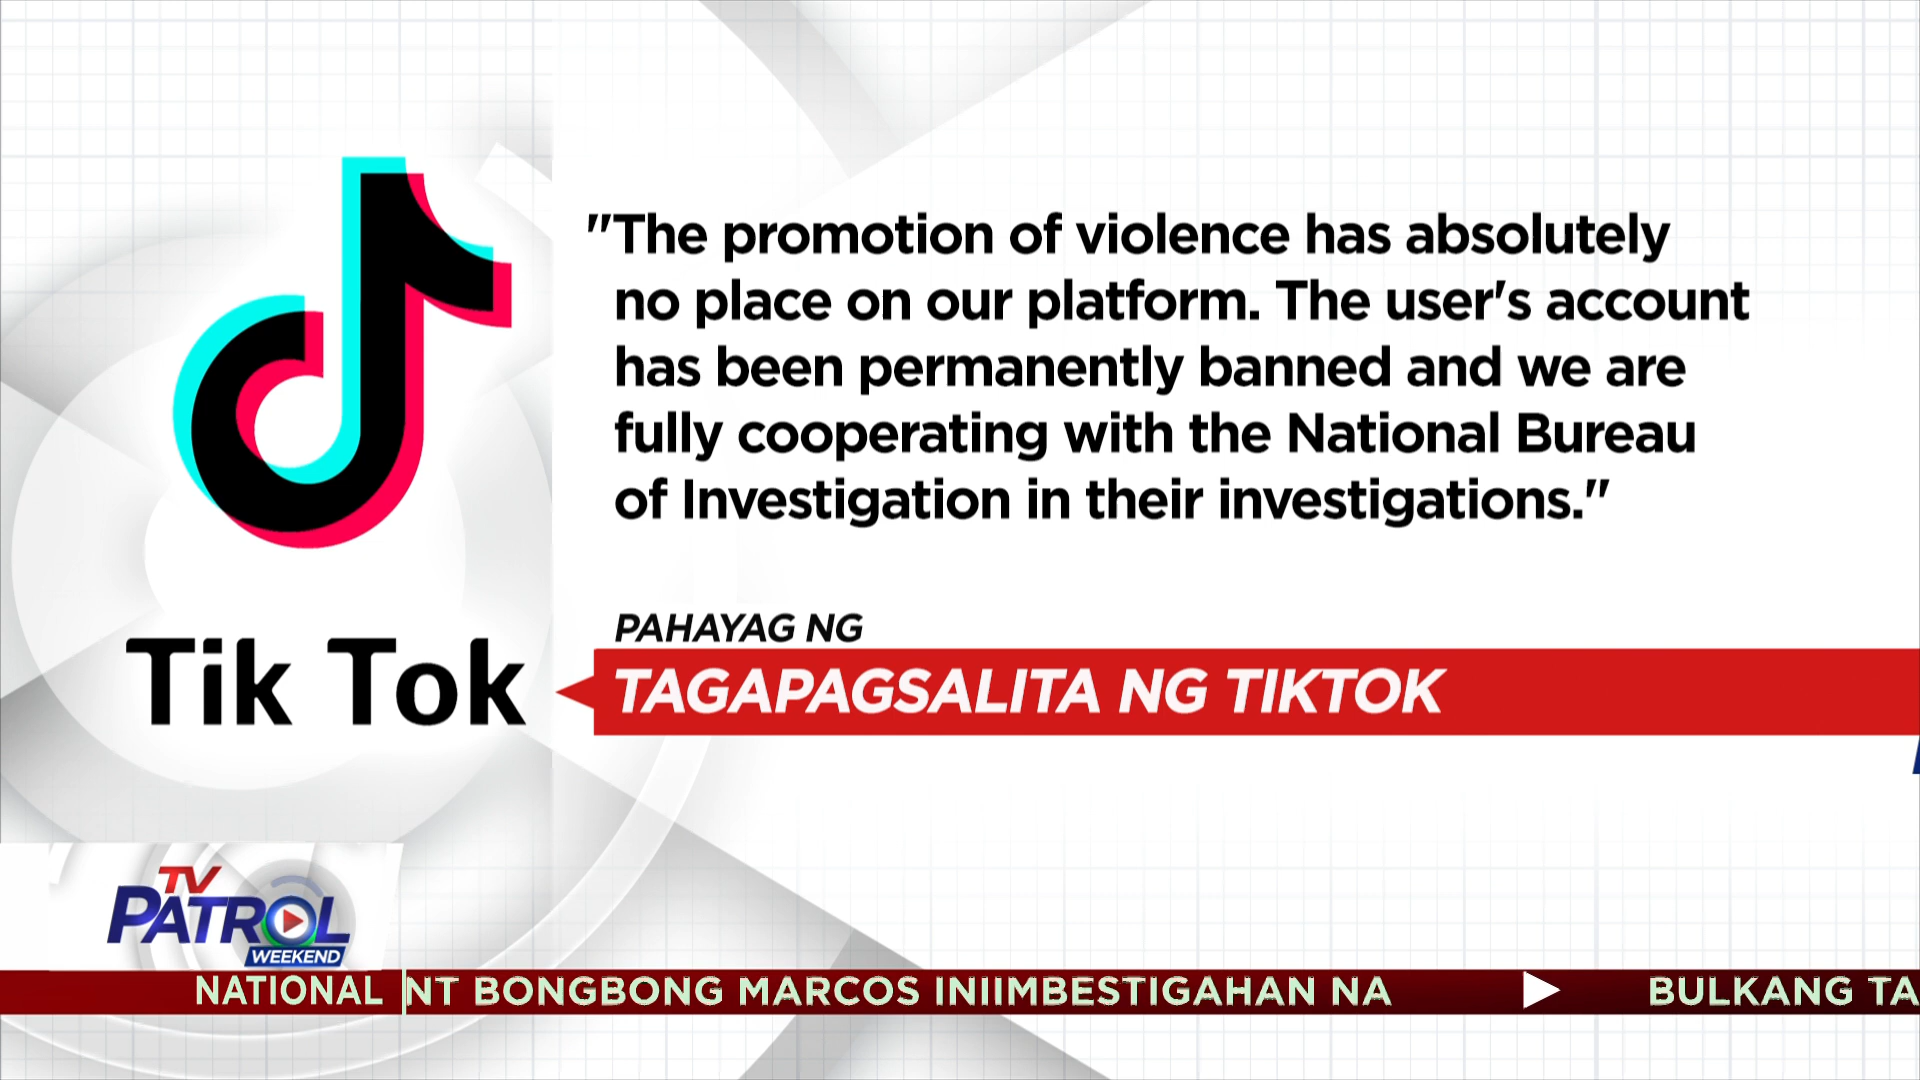 "The promotion of violence has absolutely
no place on our platform. The user's account
has been permanently banned and we are
fully cooperating with the National Bureau
of Investigation in their investigations."
PAHAYAG NG
Tik Tok
TAGAPAGSALITA NG TIKTOK
TV
PATROL
WEEKEND
NATIONAL NT BONGBONG MARCOS INIIMBESTIGAHAN NA BULKANG TA